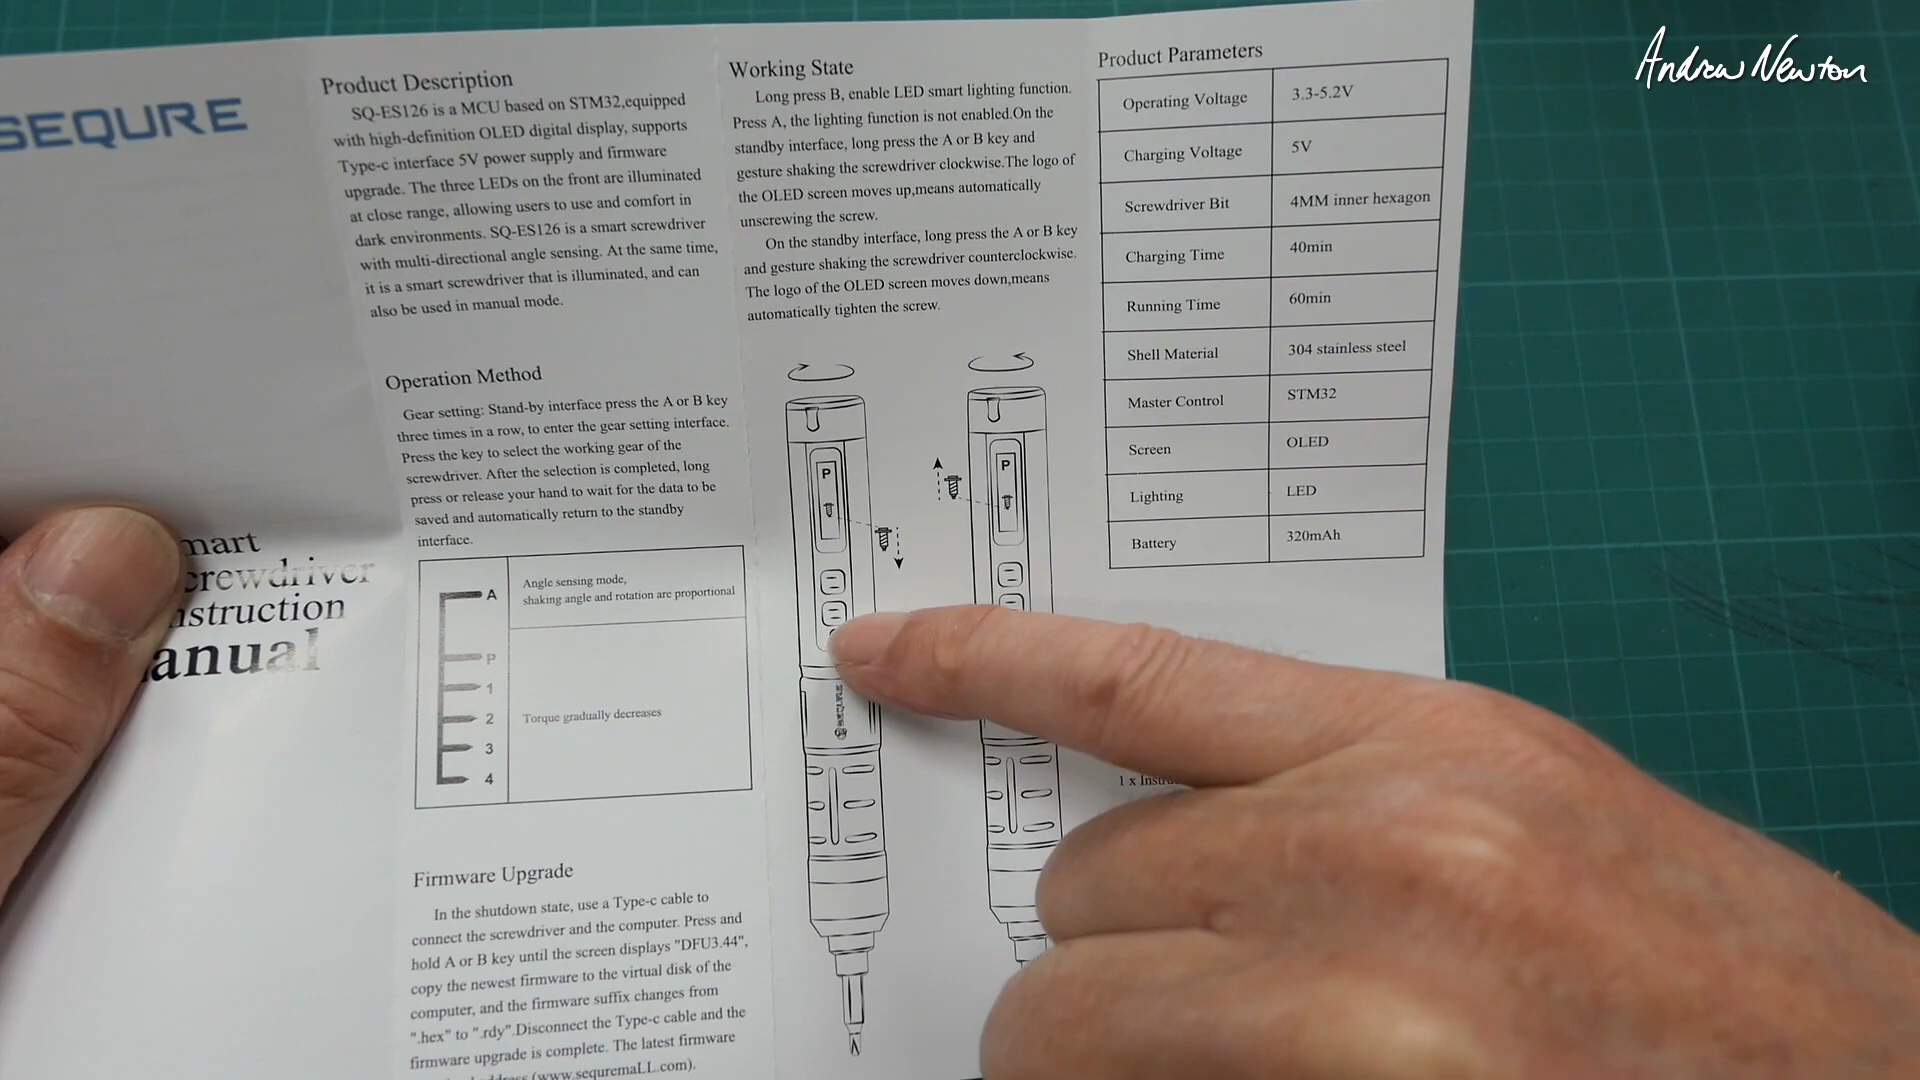 Andrew Newton
SEQURE
mart
crewdriver
nstruction
anual
Product Description
SQ-ES126 is a MCU based on STM32,equipped
with high-definition OLED digital display, supports
Type-c interface 5V power supply and firmware
upgrade. The three LEDs on the front are illuminated
at close range, allowing users to use and comfort in
dark environments. SQ-ES126 is a smart screwdriver
with multi-directional angle sensing. At the same time,
it is a smart screwdriver that is illuminated, and can
also be used in manual mode.
Operation Method
Gear setting: Stand-by interface press the A or B key
three times in a row, to enter the gear setting interface.
Press the key to select the working gear of the
screwdriver. After the selection is completed, long
press or release your hand to wait for the data to be
saved and automatically return to the standby
interface.
A
Angle sensing mode,
shaking angle and rotation are proportional
P
1
2
Torque gradually decreases
3
4
Firmware Upgrade
In the shutdown state, use a Type-c cable to
connect the screwdriver and the computer. Press and
hold A or B key until the screen displays "DFU3.44",
copy the newest firmware to the virtual disk of the
computer, and the firmware suffix changes from
".hex" to ".rdy".Disconnect the Type-c cable and the
firmware upgrade is complete. The latest firmware
address (www.sequremaLL.com).
Working State
Long press B, enable LED smart lighting function.
Press A, the lighting function is not enabled.On the
standby interface, long press the A or B key and
gesture shaking the screwdriver clockwise.The logo of
the OLED screen moves up,means automatically
unscrewing the screw.
On the standby interface, long press the A or B key
and gesture shaking the screwdriver counterclockwise.
The logo of the OLED screen moves down,means
automatically tighten the screw.
P
P
Product Parameters
Operating Voltage 3.3-5.2V
Charging Voltage 5V
Screwdriver Bit 4MM inner hexagon
Charging Time 40min
Running Time 60min
Shell Material 304 stainless steel
Master Control STM32
Screen OLED
Lighting LED
Battery 320mAh
1 x